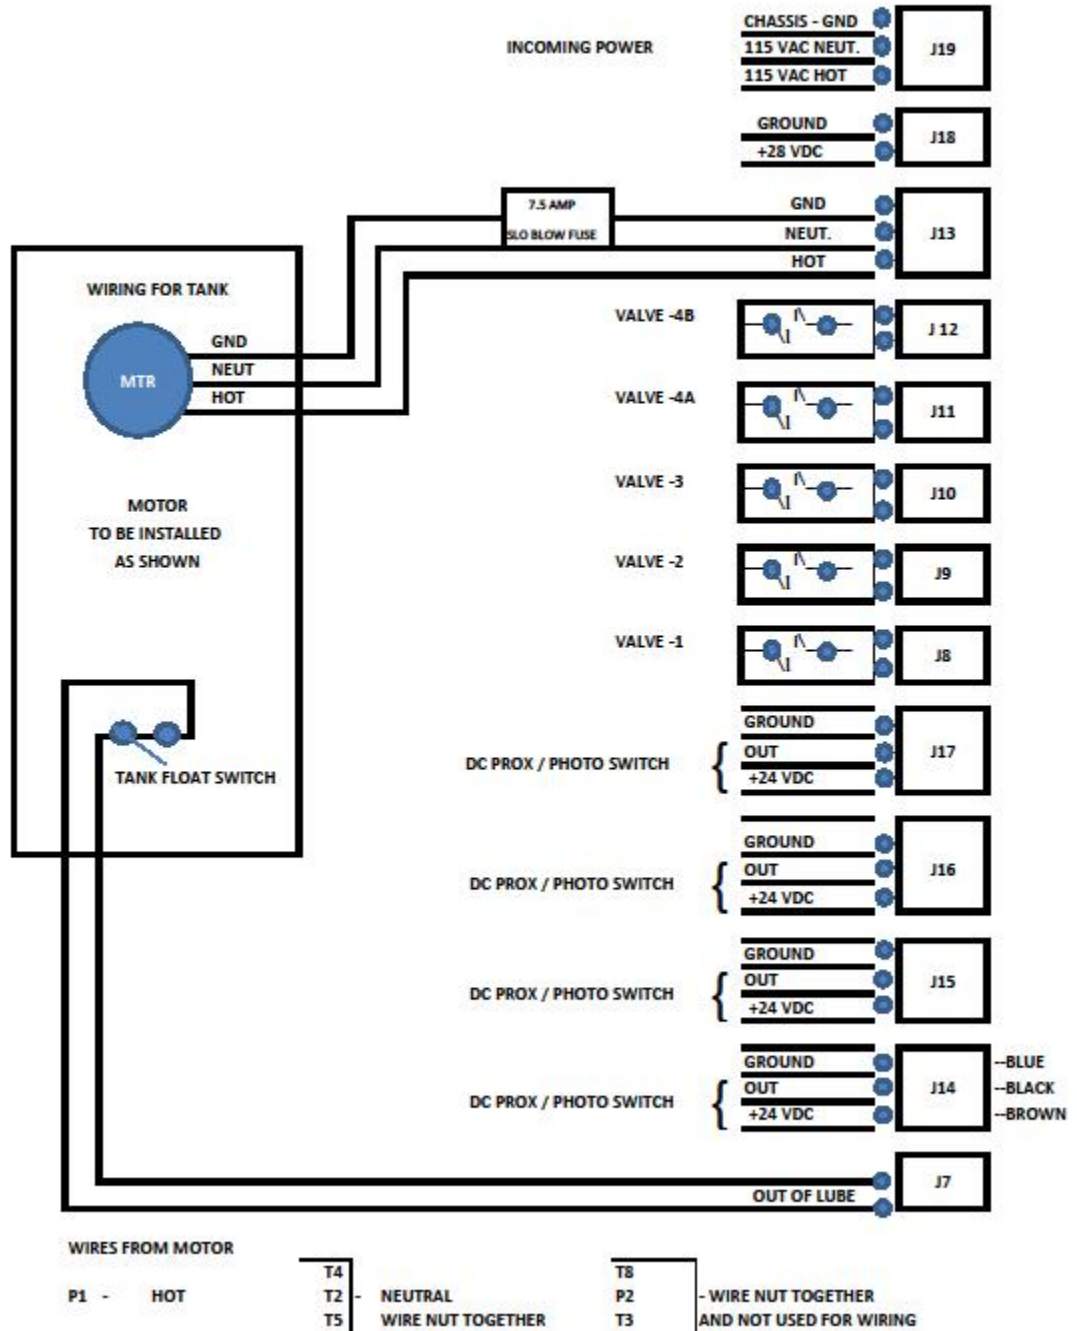 CHASSIS - GND
INCOMING POWER 115 VAC NEUT. J19
115 VAC HOT
GROUND
J18
+28 VDC
7.5 AMP GND
SLO BLOW FUSE NEUT. J13
HOT
WIRING FOR TANK
VALVE -4B J 12
GND
NEUT
MTR
HOT
VALVE -4A J11
VALVE -3 J10
MOTOR
TO BE INSTALLED
AS SHOWN
VALVE -2 J9
VALVE -1 J8
GROUND
DC PROX / PHOTO SWITCH { OUT J17
+24 VDC
TANK FLOAT SWITCH
GROUND
DC PROX / PHOTO SWITCH { OUT J16
+24 VDC
GROUND
DC PROX / PHOTO SWITCH { OUT J15
+24 VDC
GROUND --BLUE
DC PROX / PHOTO SWITCH { OUT J14 --BLACK
+24 VDC --BROWN
J7
OUT OF LUBE
WIRES FROM MOTOR
T4 T8
P1 - HOT T2 - NEUTRAL P2 - WIRE NUT TOGETHER
T5 WIRE NUT TOGETHER T3 AND NOT USED FOR WIRING